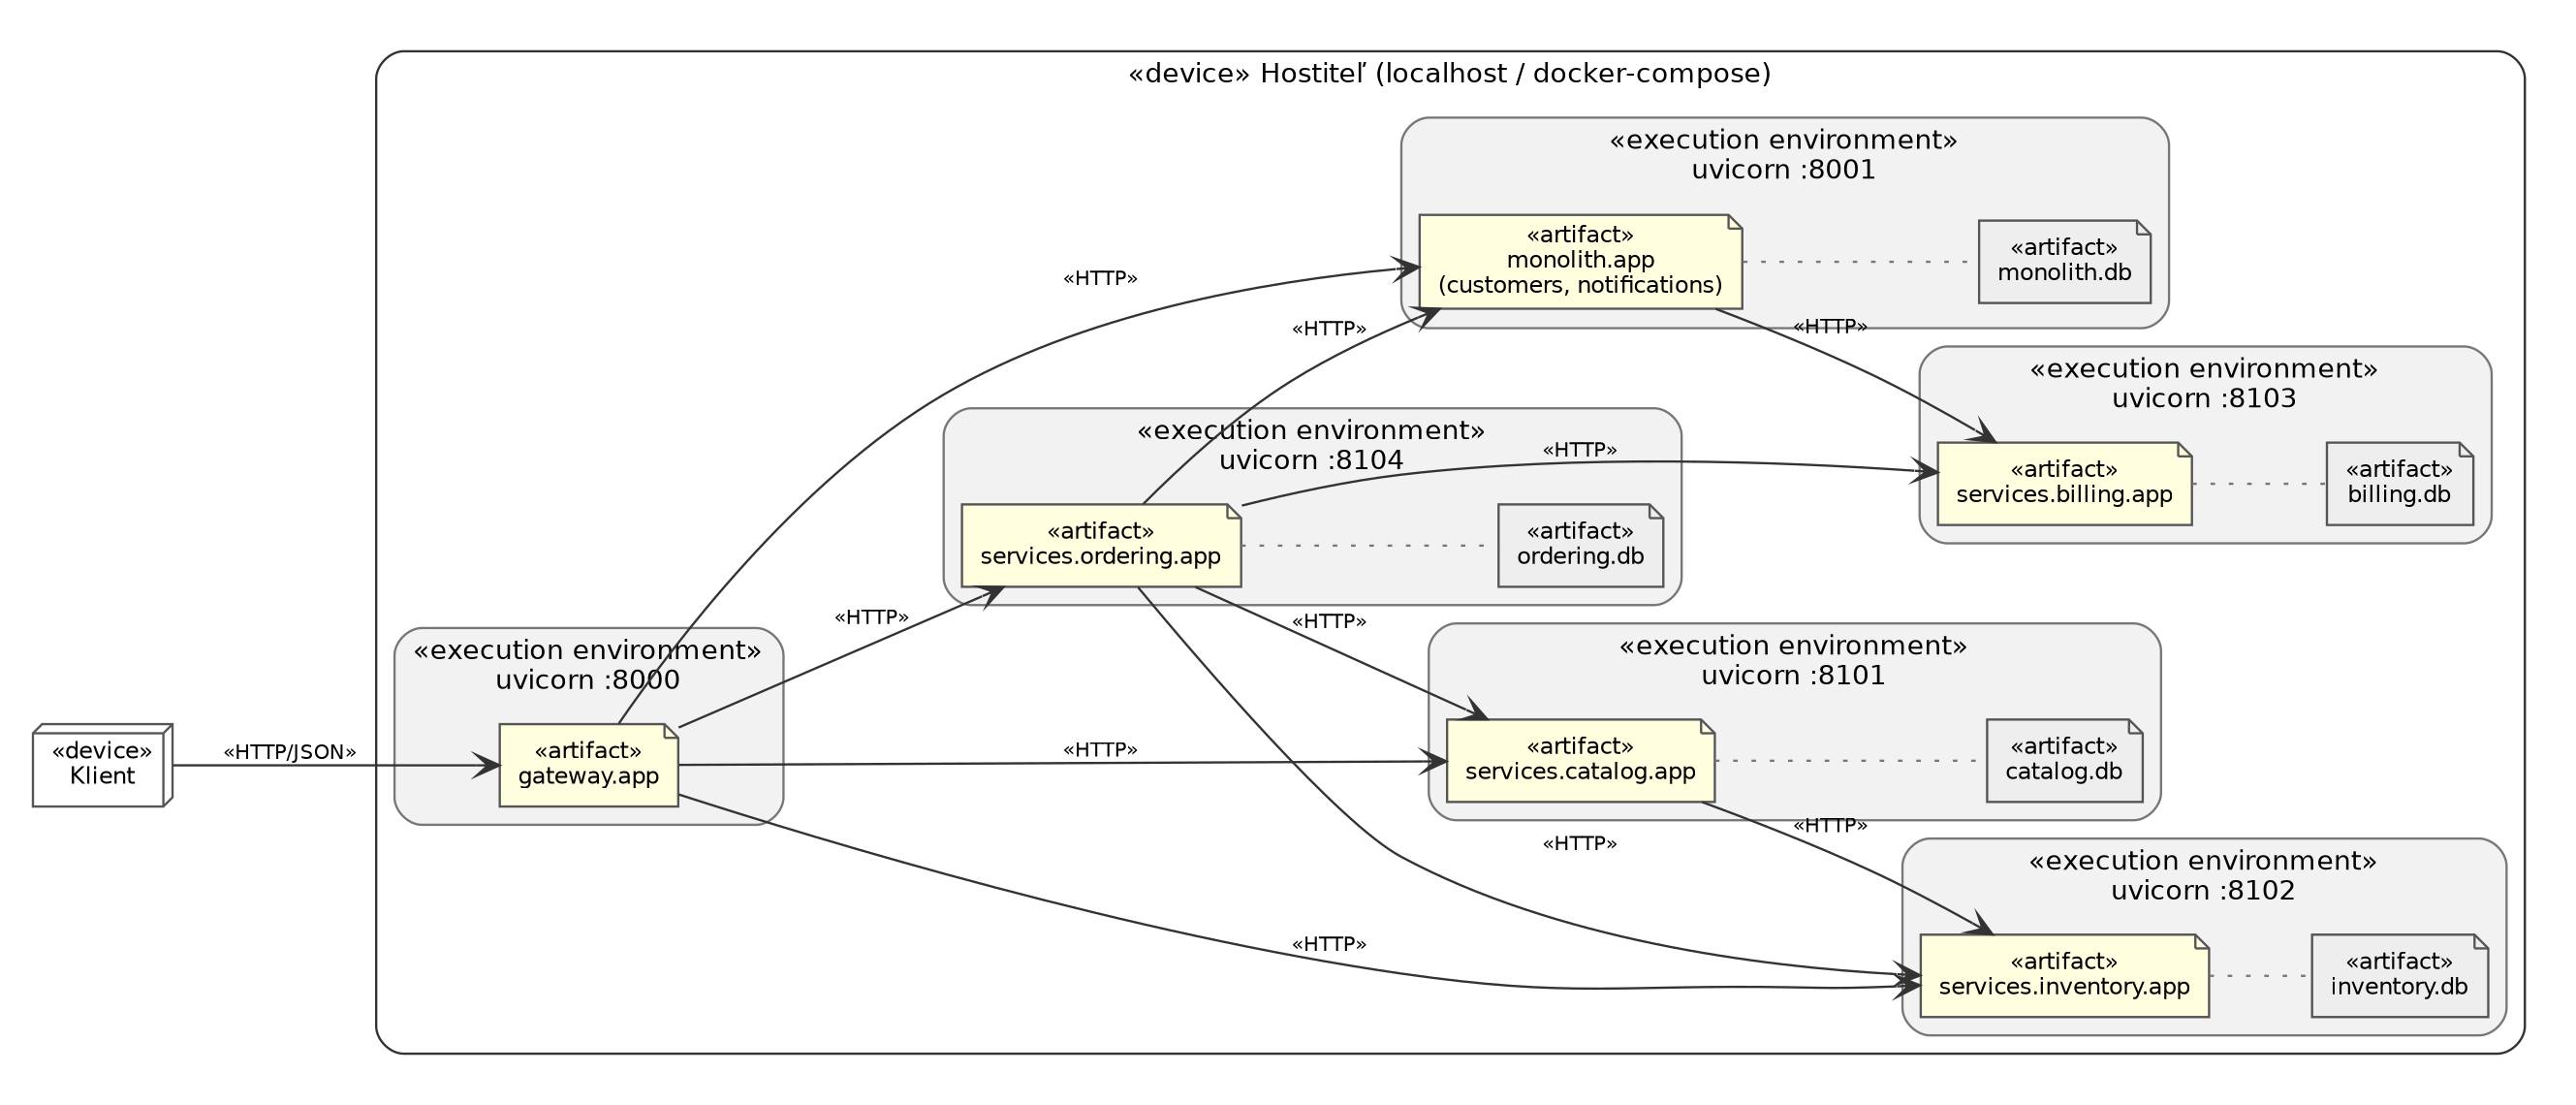 «device» Hostiteľ (localhost / docker-compose)
«execution environment»
uvicorn :8001
«artifact»
monolith.app
(customers, notifications)
«artifact»
monolith.db
«HTTP»
«HTTP»
«HTTP»
«execution environment»
uvicorn :8103
«artifact»
services.billing.app
«artifact»
billing.db
«execution environment»
uvicorn :8104
«HTTP»
«artifact»
services.ordering.app
«artifact»
ordering.db
«HTTP»
«HTTP»
«execution environment»
uvicorn :8000
«artifact»
gateway.app
«device»
Klient
«HTTP/JSON»
«HTTP»
«execution environment»
uvicorn :8101
«artifact»
services.catalog.app
«artifact»
catalog.db
«HTTP»
«HTTP»
«execution environment»
uvicorn :8102
«HTTP»
«artifact»
services.inventory.app
«artifact»
inventory.db